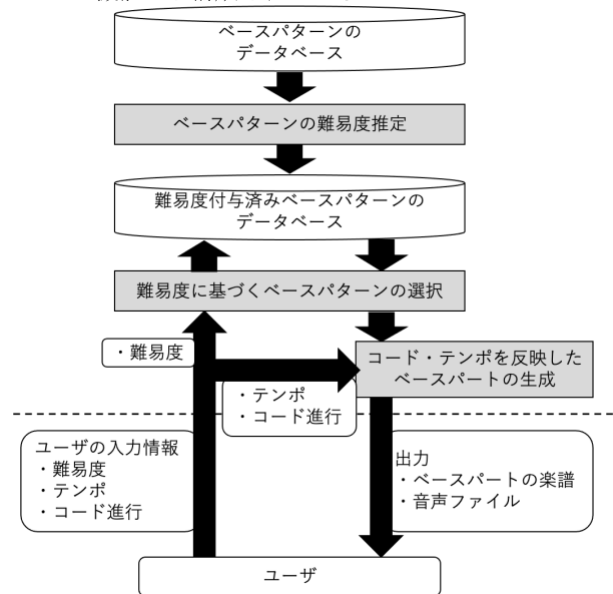 ベースパターンの
データベース
ベースパターンの難易度推定
難易度付与済みベースパターンの
データベース
難易度に基づくベースパターンの選択
・難易度
コード・テンポを反映した
ベースパートの生成
・テンポ
・コード進行
ユーザの入力情報
・難易度
・テンポ
・コード進行
出力
・ベースパートの楽譜
・音声ファイル
ユーザ